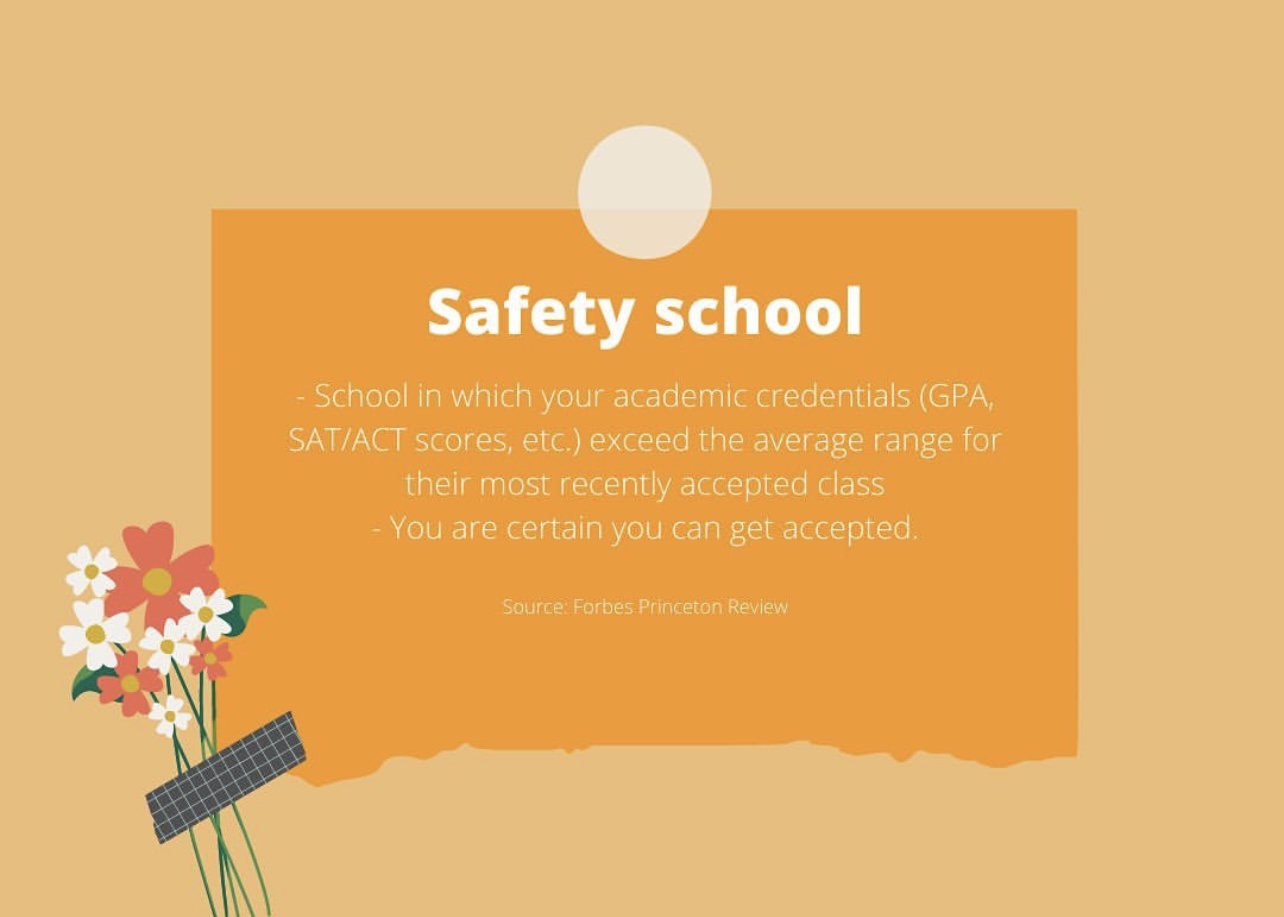 Safety school
- School in which your academic credentials (GPA,
SAT/ACT scores, etc.) exceed the average range for
their most recently accepted class
- You are certain you can get accepted.
Source: Forbes Princeton Review